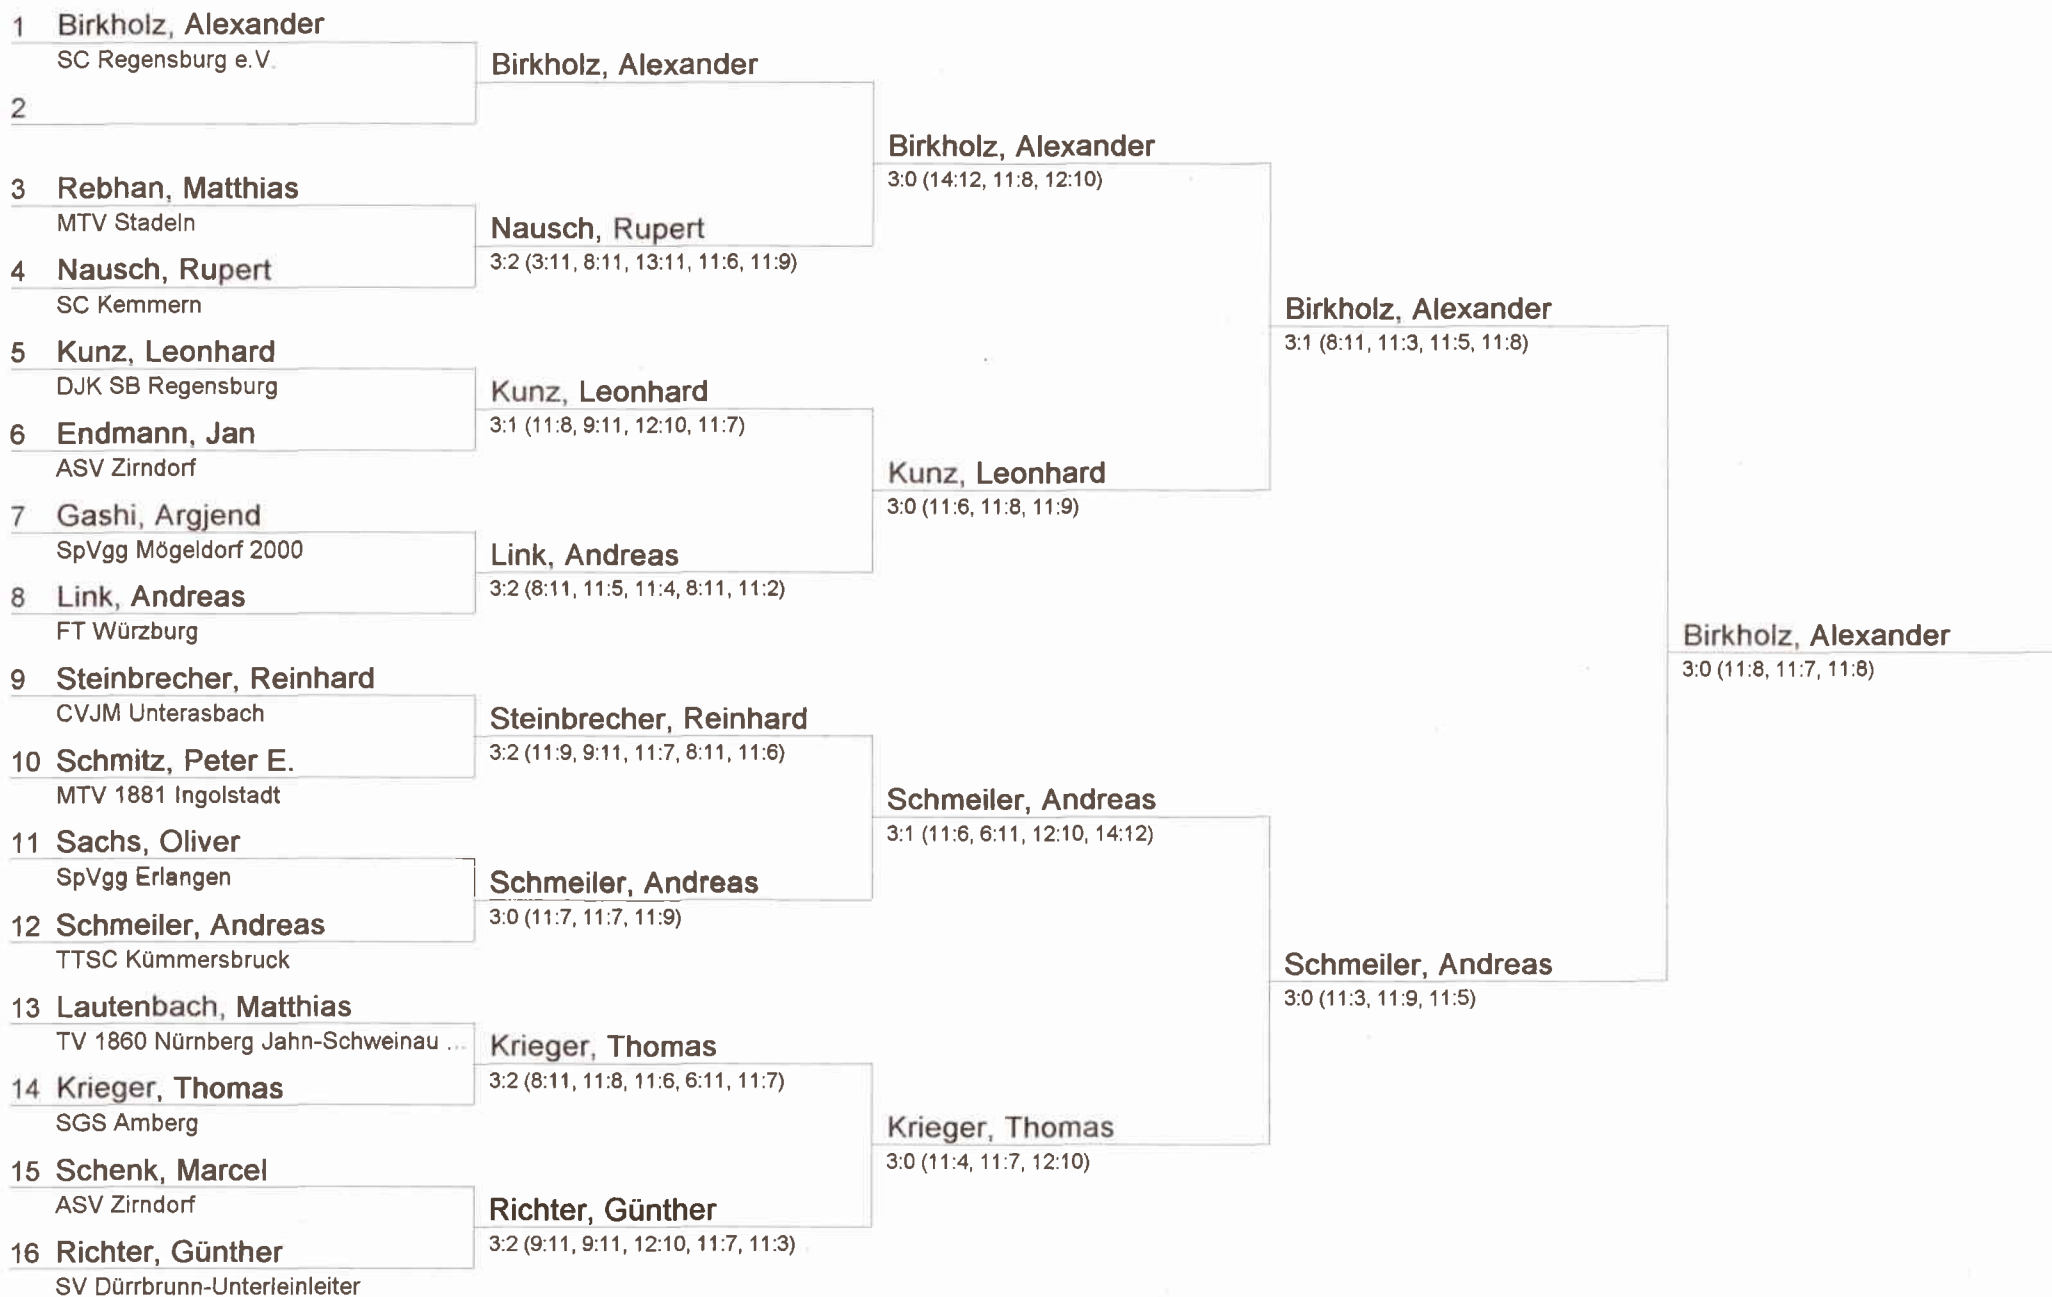 1 Birkholz, Alexander
SC Regensburg e.V.
2
3 Rebhan, Matthias
MTV Stadeln
4 Nausch, Rupert
SC Kemmern
5 Kunz, Leonhard
DJK SB Regensburg
6 Endmann, Jan
ASV Zirndorf
7 Gashi, Argjend
SpVgg Mögeldorf 2000
8 Link, Andreas
FT Würzburg
9 Steinbrecher, Reinhard
CVJM Unterasbach
10 Schmitz, Peter E.
MTV 1881 Ingolstadt
11 Sachs, Oliver
SpVgg Erlangen
12 Schmeiler, Andreas
TTSC Kümmersbruck
13 Lautenbach, Matthias
TV 1860 Nürnberg Jahn-Schweinau ...
14 Krieger, Thomas
SGS Amberg
15 Schenk, Marcel
ASV Zirndorf
16 Richter, Günther
SV Dürrbrunn-Unterleinleiter
Birkholz, Alexander
Nausch, Rupert
3:2 (3:11, 8:11, 13:11, 11:6, 11:9)
Kunz, Leonhard
3:1 (11:8, 9:11, 12:10, 11:7)
Link, Andreas
3:2 (8:11, 11:5, 11:4, 8:11, 11:2)
Steinbrecher, Reinhard
3:2 (11:9, 9:11, 11:7, 8:11, 11:6)
Schmeiler, Andreas
3:0 (11:7, 11:7, 11:9)
Krieger, Thomas
3:2 (8:11, 11:8, 11:6, 6:11, 11:7)
Richter, Günther
3:2 (9:11, 9:11, 12:10, 11:7, 11:3)
Birkholz, Alexander
3:0 (14:12, 11:8, 12:10)
Kunz, Leonhard
3:0 (11:6, 11:8, 11:9)
Schmeiler, Andreas
3:1 (11:6, 6:11, 12:10, 14:12)
Krieger, Thomas
3:0 (11:4, 11:7, 12:10)
Birkholz, Alexander
3:1 (8:11, 11:3, 11:5, 11:8)
Schmeiler, Andreas
3:0 (11:3, 11:9, 11:5)
Birkholz, Alexander
3:0 (11:8, 11:7, 11:8)